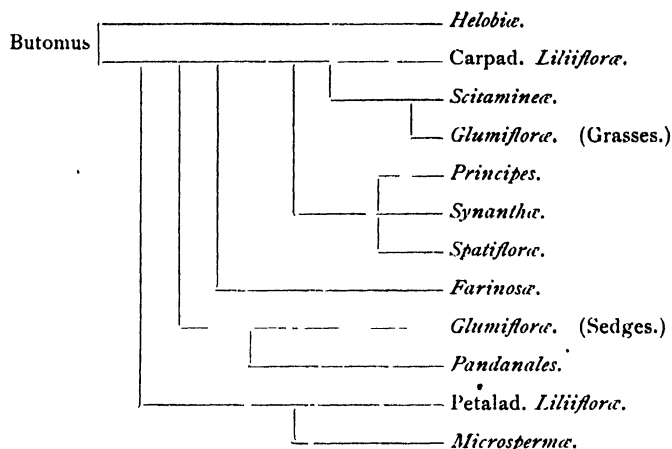 Helobiæ.
Butomus
Carpad. Liliifloræ.
Scitamineæ.
Glumifloræ. (Grasses.)
Principes.
Synanthæ.
Spatifloræ.
Farinosæ.
Glumifloræ. (Sedges.)
Pandanales.
Petalad. Liliifloræ.
Microspermæ.